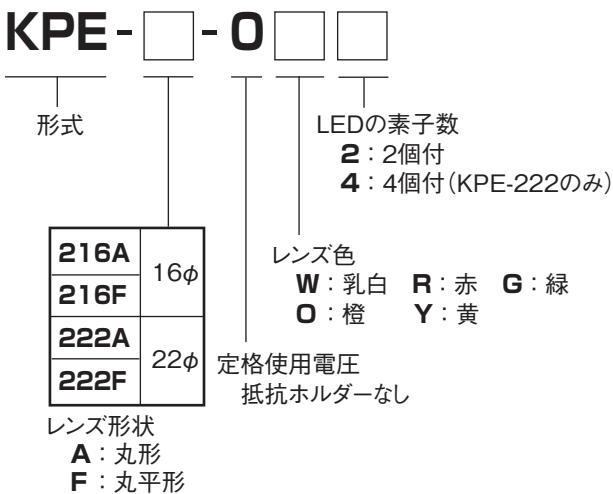 KPE-□-0□□
形式
LEDの素子数
2：2個付
4：4個付（KPE-222のみ）
レンズ色
W：乳白 R：赤 G：緑
O：橙 Y：黄
定格使用電圧
抵抗ホルダーなし
216A 16φ
216F
222A 22φ
222F
レンズ形状
A：丸形
F：丸平形